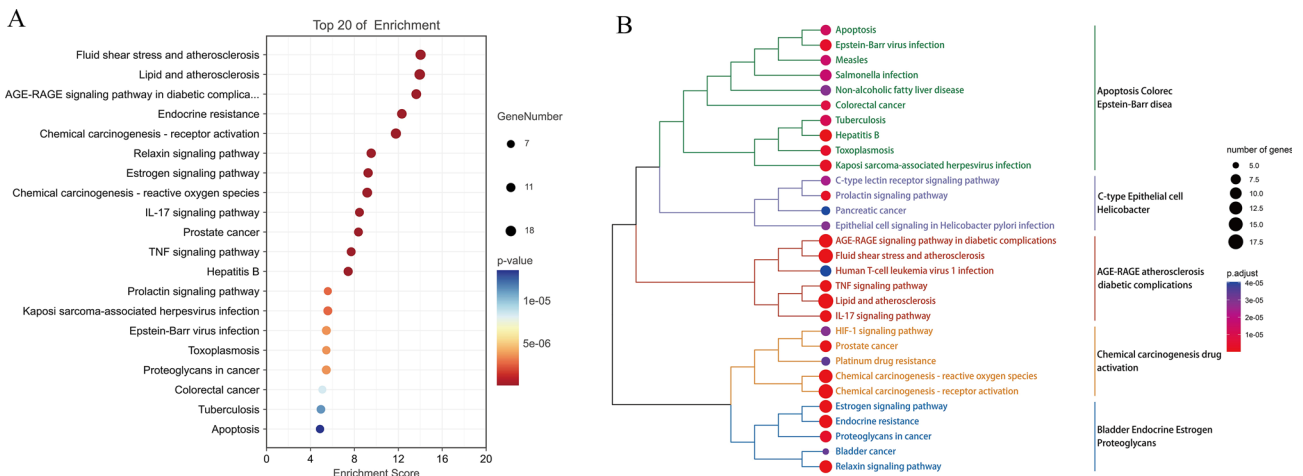 A
Top 20 of Enrichment
Fluid shear stress and atherosclerosis
Lipid and atherosclerosis
AGE-RAGE signaling pathway in diabetic complica...
Endocrine resistance
Chemical carcinogenesis - receptor activation
Relaxin signaling pathway
Estrogen signaling pathway
Chemical carcinogenesis - reactive oxygen species
IL-17 signaling pathway
Prostate cancer
TNF signaling pathway
Hepatitis B
Prolactin signaling pathway
Kaposi sarcoma-associated herpesvirus infection
Epstein-Barr virus infection
Toxoplasmosis
Proteoglycans in cancer
Colorectal cancer
Tuberculosis
Apoptosis
0 4 8 12 16 20
Enrichment Score
GeneNumber
7
11
18
p-value
1e-05
5e-06
B
Apoptosis
Epstein-Barr virus infection
Measles
Salmonella infection
Non-alcoholic fatty liver disease
Colorectal cancer
Tuberculosis
Hepatitis B
Toxoplasmosis
Kaposi sarcoma-associated herpesvirus infection
C-type lectin receptor signaling pathway
Prolactin signaling pathway
Pancreatic cancer
Epithelial cell signaling in Helicobacter pylori infection
AGE-RAGE signaling pathway in diabetic complications
Fluid shear stress and atherosclerosis
Human T-cell leukemia virus 1 infection
TNF signaling pathway
Lipid and atherosclerosis
IL-17 signaling pathway
HIF-1 signaling pathway
Prostate cancer
Platinum drug resistance
Chemical carcinogenesis - reactive oxygen species
Chemical carcinogenesis - receptor activation
Estrogen signaling pathway
Endocrine resistance
Proteoglycans in cancer
Bladder cancer
Relaxin signaling pathway
Apoptosis Colorec
Epstein-Barr disea
C-type Epithelial cell
Helicobacter
AGE-RAGE atherosclerosis
diabetic complications
Chemical carcinogenesis drug
activation
Bladder Endocrine Estrogen
Proteoglycans
number of genes
5.0
7.5
10.0
12.5
15.0
17.5
p.adjust
4e-05
3e-05
2e-05
1e-05